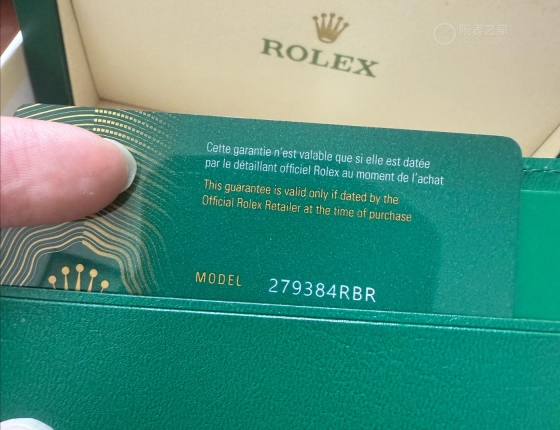 ROLEX
Cette garantie n'est valable que si elle est datée
par le détaillant officiel Rolex au moment de l'achat
This guarantee is valid only if dated by the
Official Rolex Retailer at the time of purchase
MODEL 279384RBR